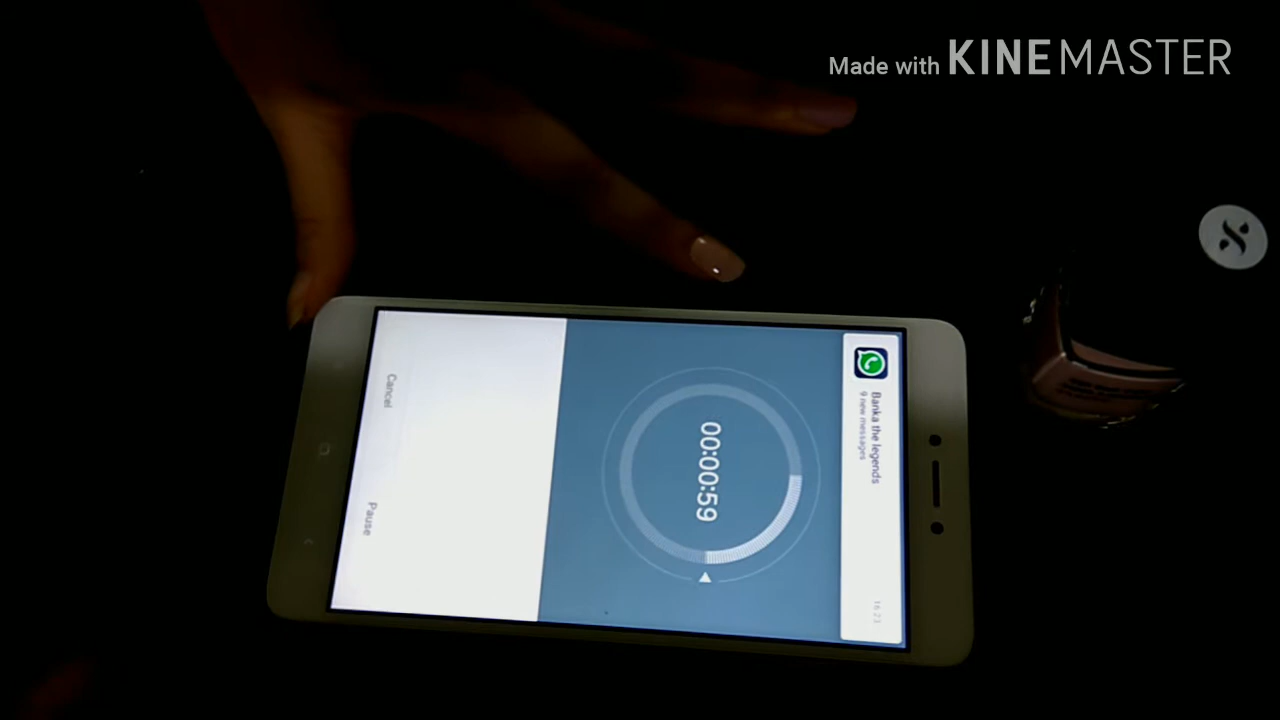 Made with KINEMASTER
Banka the legends
9 new messages
00:00:59
Cancel
Pause